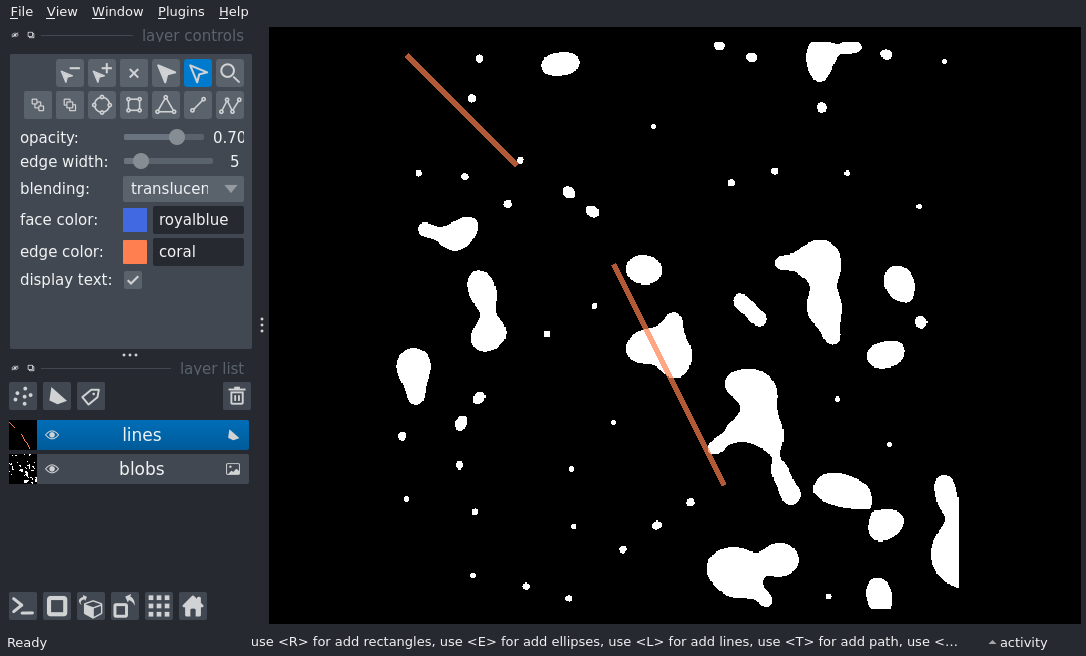 File View Window Plugins Help
layer controls
opacity: 0.70
edge width: 5
blending: translucen
face color: royalblue
edge color: coral
display text:
layer list
lines
blobs
Ready use <R> for add rectangles, use <E> for add ellipses, use <L> for add lines, use <T> for add path, use <... activity